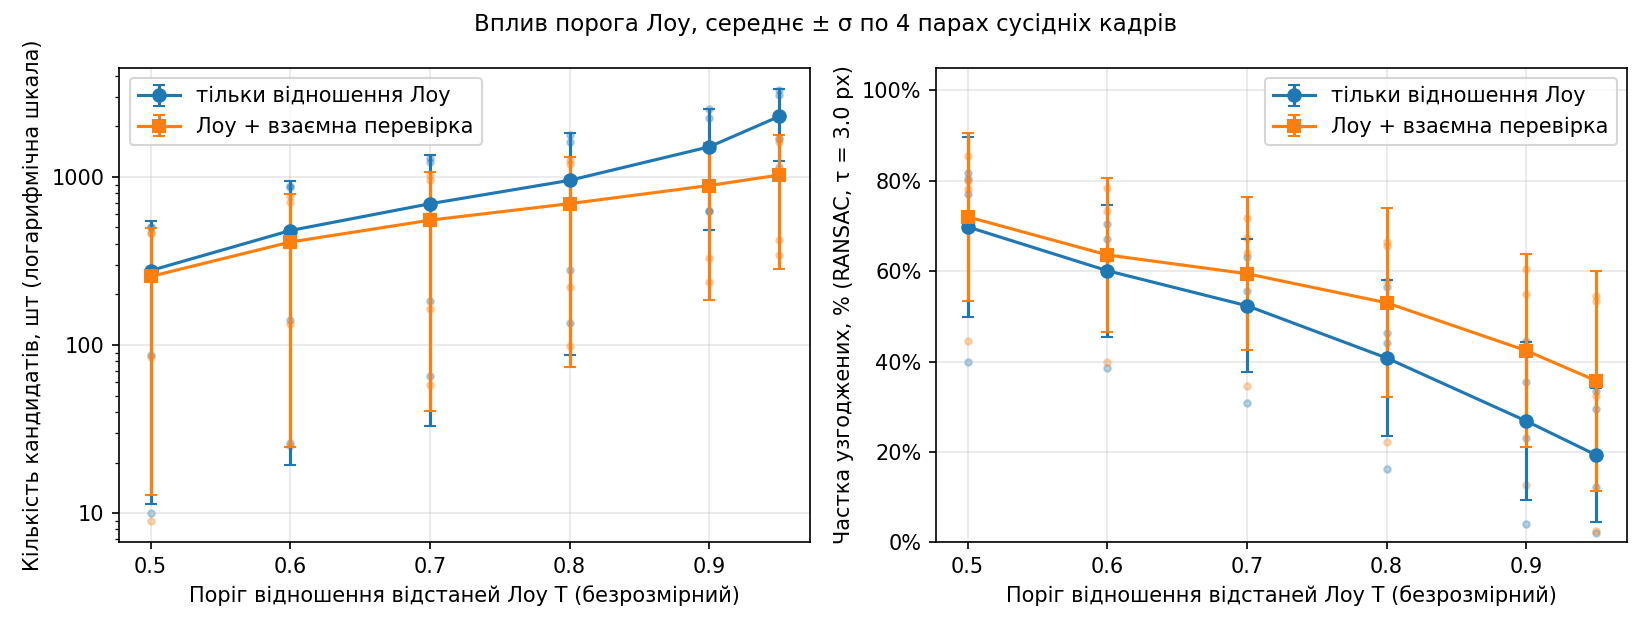 Вплив порога Лоу, середнє ± σ по 4 парах сусідніх кадрів
Кількість кандидатів, шт (логарифмічна шкала)
1000
100
10
тільки відношення Лоу
Лоу + взаємна перевірка
0.5 0.6 0.7 0.8 0.9
Поріг відношення відстаней Лоу T (безрозмірний)
Частка узгоджених, % (RANSAC, τ = 3.0 px)
100%
80%
60%
40%
20%
0%
тільки відношення Лоу
Лоу + взаємна перевірка
0.5 0.6 0.7 0.8 0.9
Поріг відношення відстаней Лоу T (безрозмірний)